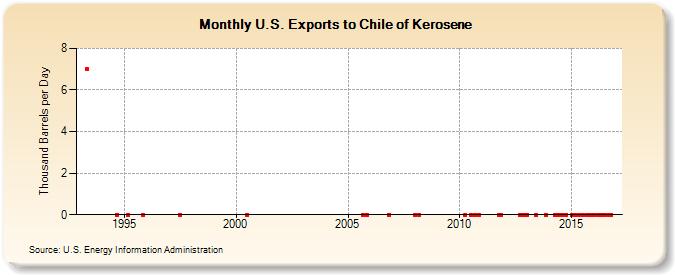 Monthly U.S. Exports to Chile of Kerosene
Thousand Barrels per Day
8
6
4
2
0
1995 2000 2005 2010 2015
Source: U.S. Energy Information Administration